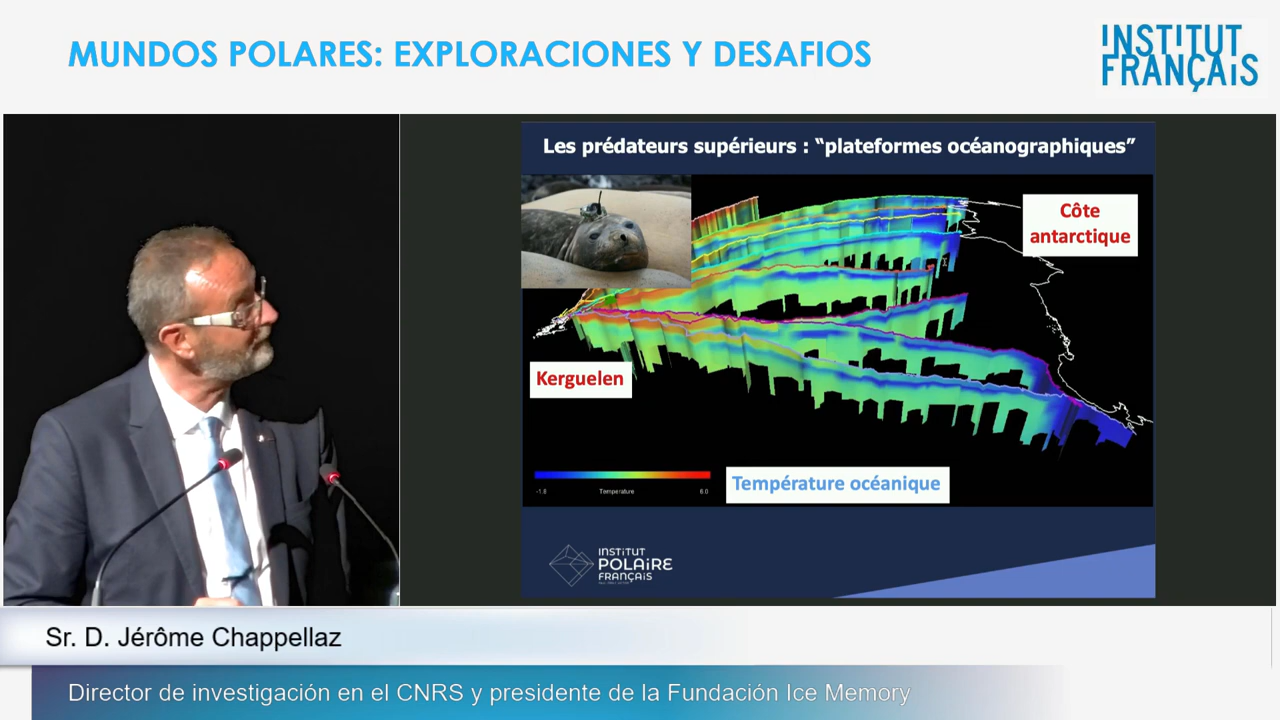 MUNDOS POLARES: EXPLORACIONES Y DESAFIOS
INSTITUT
FRANÇAIS
Les prédateurs supérieurs : “plateformes océanographiques”
Côte
antarctique
Kerguelen
-1.8
Temperature
6.0
Température océanique
INSTITUT
POLAIRE
FRANÇAIS
Sr. D. Jérôme Chappellaz
Director de investigación en el CNRS y presidente de la Fundación Ice Memory